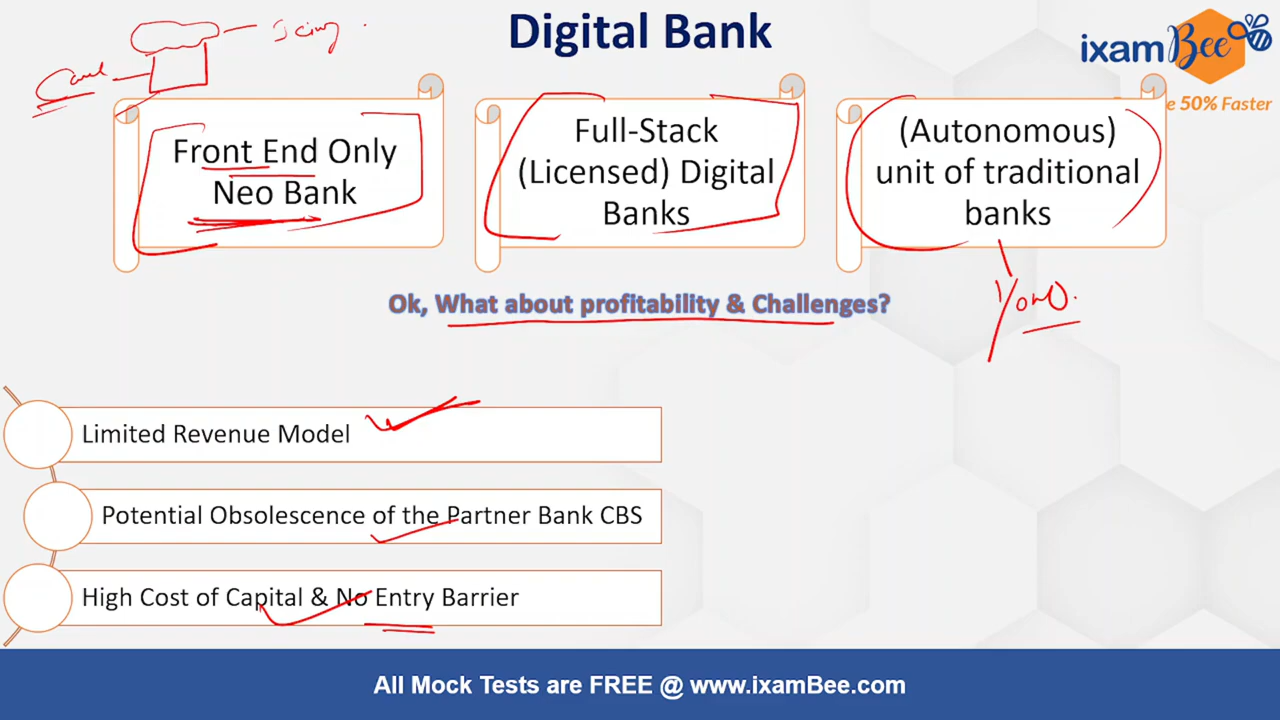 Digital Bank
ixamBee
e 50% Faster
Icing
Front End Only
Neo Bank
Full-Stack
(Licensed) Digital
Banks
(Autonomous)
unit of traditional
banks
Ok, What about profitability & Challenges?
Limited Revenue Model
Potential Obsolescence of the Partner Bank CBS
High Cost of Capital & No Entry Barrier
All Mock Tests are FREE @ www.ixamBee.com